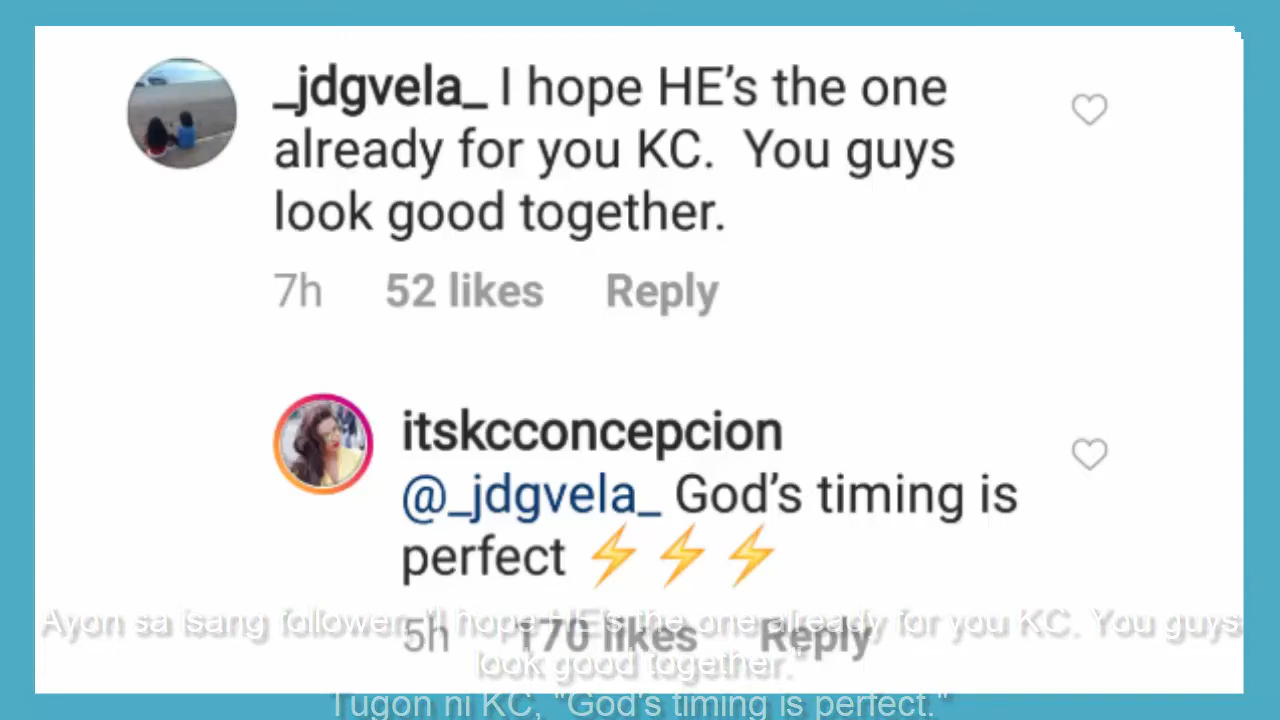 _jdgvela_ I hope HE's the one
already for you KC.  You guys
look good together.
7h 52 likes Reply
itskcconcepcion
@_jdgvela_ God's timing is
perfect ⚡⚡⚡
5h 170 likes Reply
Ayon sa isang follower, "I hope HE's the one already for you KC. You guys
look good together."
Tugon ni KC, "God's timing is perfect."